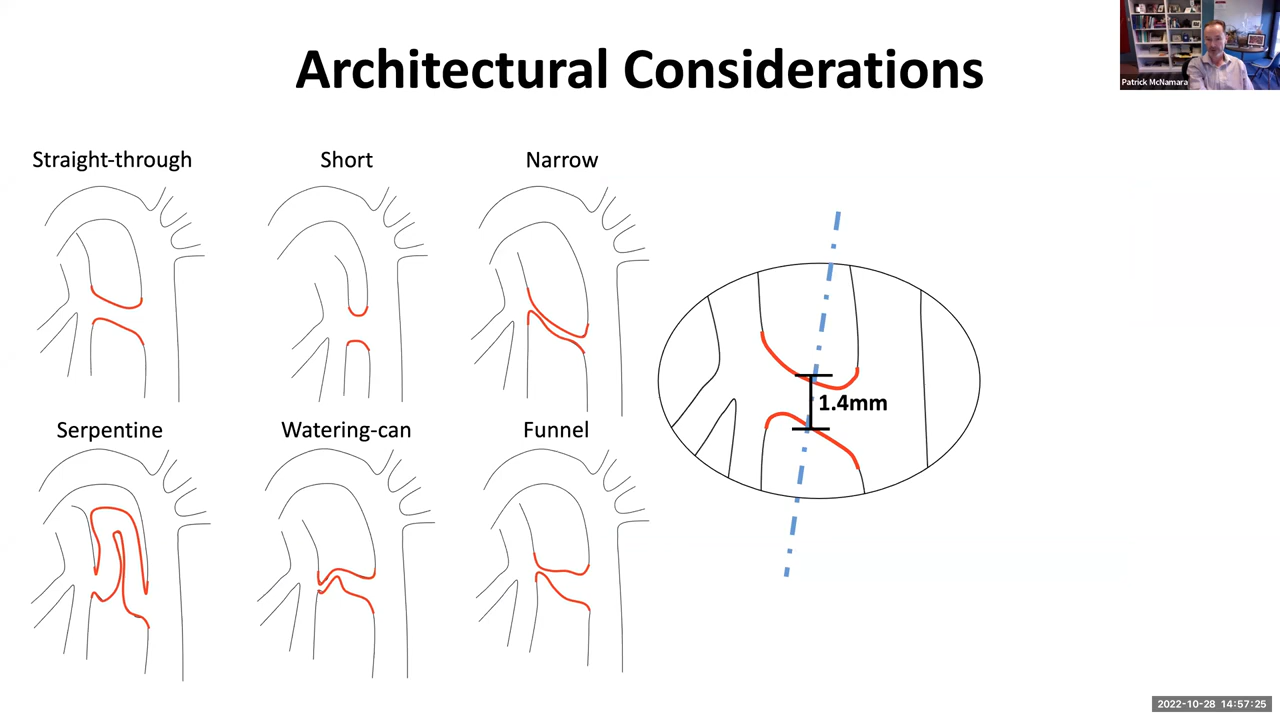 Architectural Considerations
Patrick McNamara
Straight-through
Short
Narrow
1.4mm
Serpentine
Watering-can
Funnel
2022-10-28 14:57:25